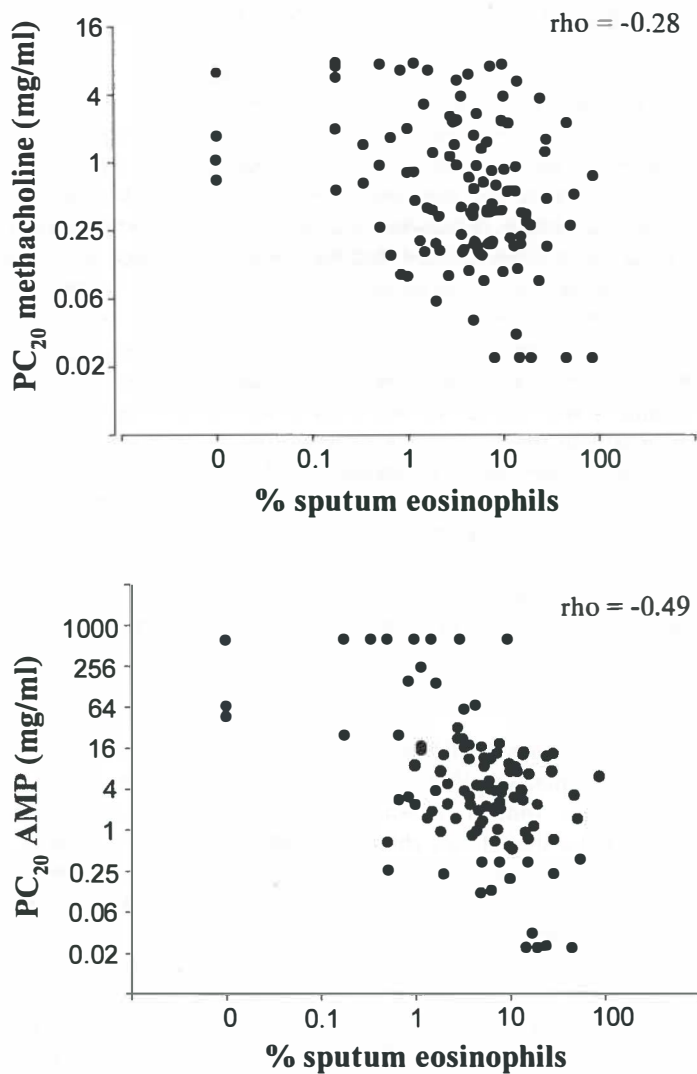 rho = -0.28
16
4
1
0.25
0.06
0.02
PC20 methacholine (mg/ml)
0 0.1 1 10 100
% sputum eosinophils
rho = -0.49
1000
256
64
16
4
1
0.25
0.06
0.02
PC20 AMP (mg/ml)
0 0.1 1 10 100
% sputum eosinophils